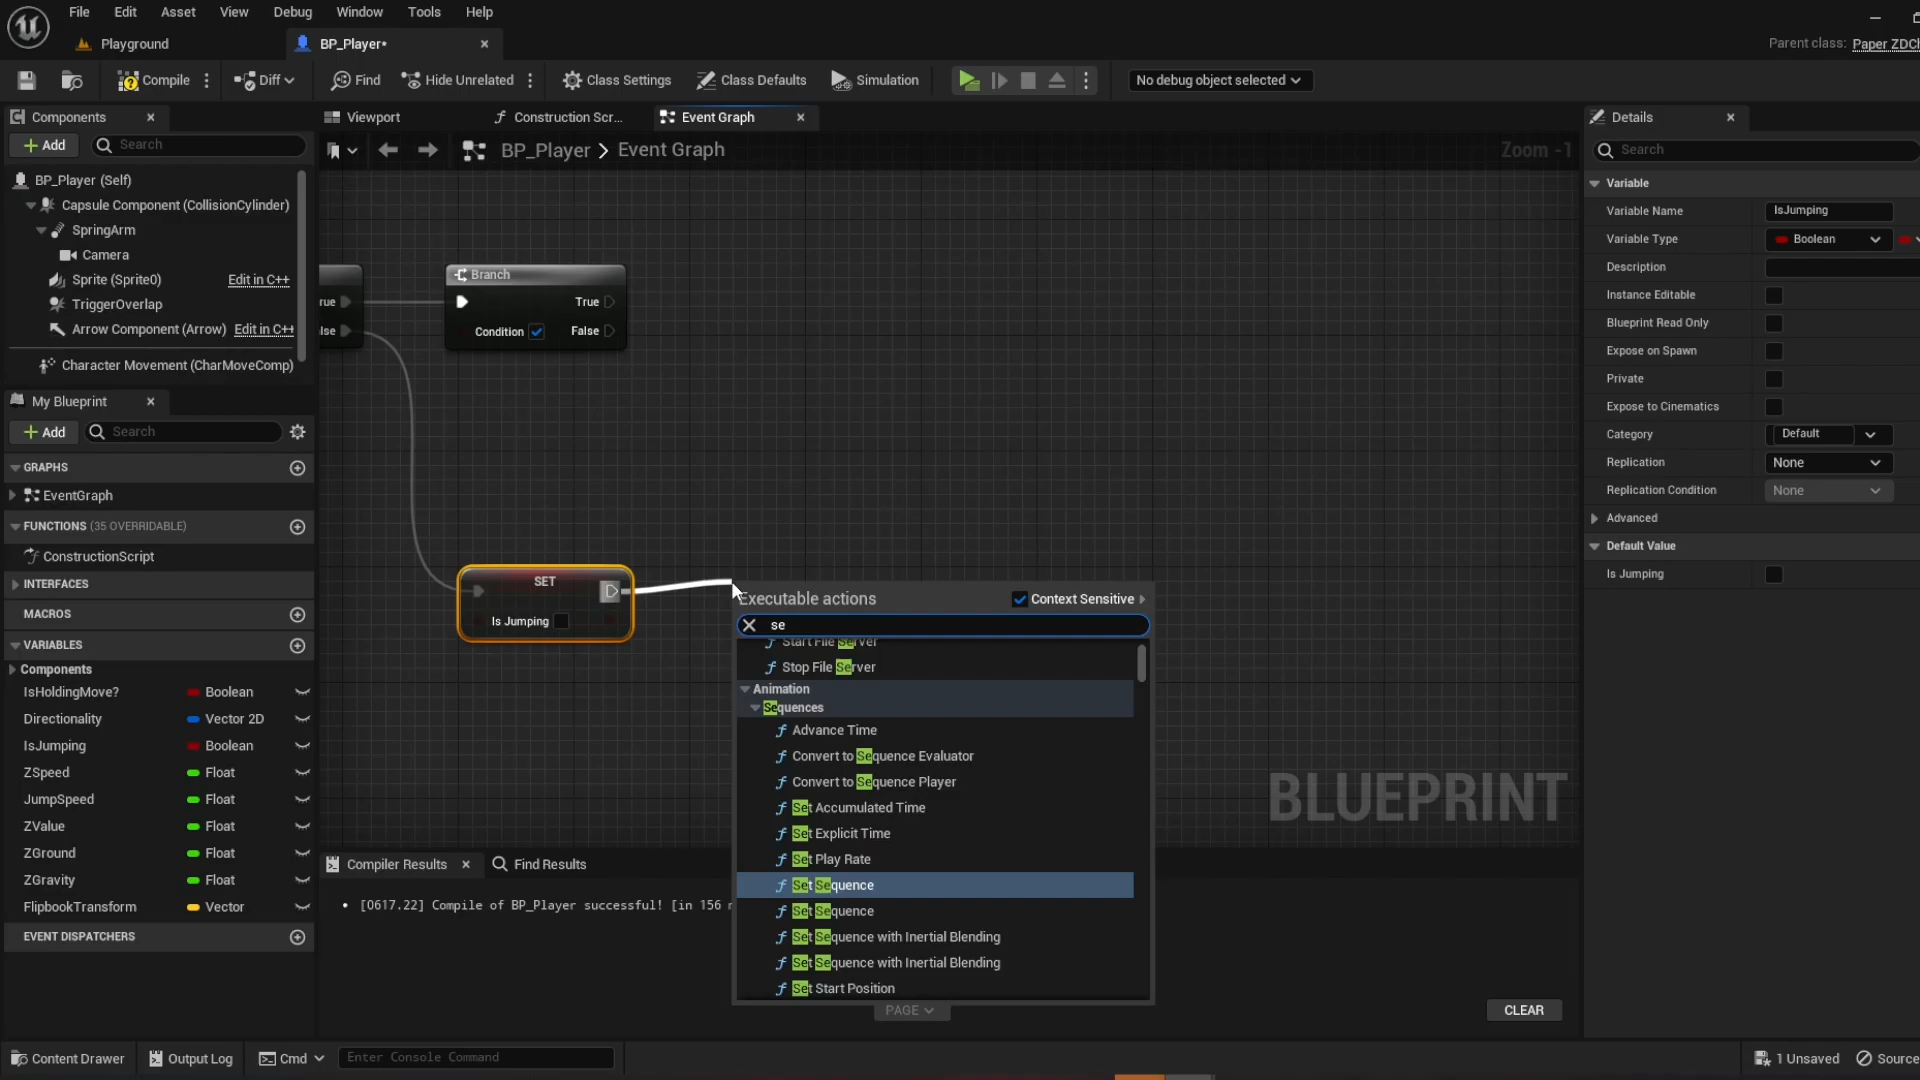 File Edit Asset View Debug Window Tools Help
Playground BP_Player*
Parent class: Paper ZDCh
Compile Diff Find Hide Unrelated Class Settings Class Defaults Simulation No debug object selected
Components Viewport Construction Scr... Event Graph Details
Add Search
BP_Player > Event Graph
Zoom -1
Search
BP_Player (Self)
Capsule Component (CollisionCylinder)
SpringArm
Camera
Sprite (Sprite0) Edit in C++
TriggerOverlap
Arrow Component (Arrow) Edit in C++
Character Movement (CharMoveComp)
My Blueprint
Add Search
GRAPHS
EventGraph
FUNCTIONS (35 OVERRIDABLE)
ConstructionScript
INTERFACES
MACROS
VARIABLES
Components
IsHoldingMove? Boolean
Directionality Vector 2D
IsJumping Boolean
ZSpeed Float
JumpSpeed Float
ZValue Float
ZGround Float
ZGravity Float
FlipbookTransform Vector
EVENT DISPATCHERS
rue
lse
Branch
True
Condition False
SET
Is Jumping
Executable actions Context Sensitive
se
Start File Server
Stop File Server
Animation
Sequences
Advance Time
Convert to Sequence Evaluator
Convert to Sequence Player
Set Accumulated Time
Set Explicit Time
Set Play Rate
Set Sequence
Set Sequence
Set Sequence with Inertial Blending
Set Sequence with Inertial Blending
Set Start Position
BLUEPRINT
Compiler Results Find Results
[0617.22] Compile of BP_Player successful! [in 156
PAGE
CLEAR
Variable
Variable Name IsJumping
Variable Type Boolean
Description
Instance Editable
Blueprint Read Only
Expose on Spawn
Private
Expose to Cinematics
Category Default
Replication None
Replication Condition None
Advanced
Default Value
Is Jumping
Content Drawer Output Log Cmd Enter Console Command 1 Unsaved Source